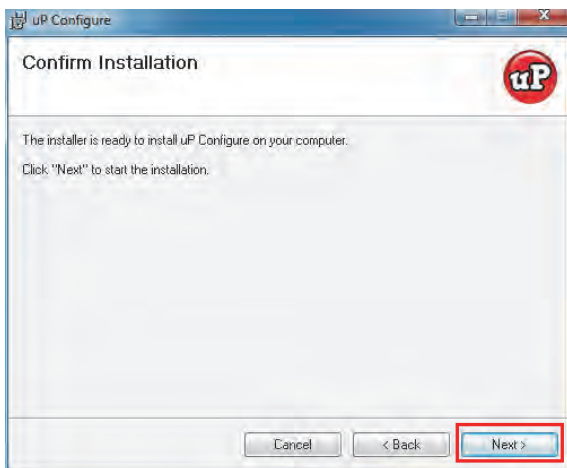 uP Configure
Confirm Installation
uP
The installer is ready to install uP Configure on your computer.
Click "Next" to start the installation.
Cancel
< Back
Next >